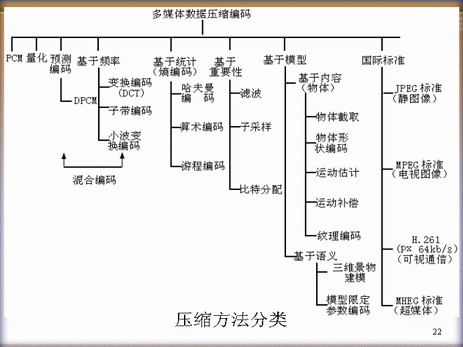 多媒体数据压缩编码
PCM 量化 预测编码 基于频率 基于统计(熵编码) 基于重要性 基于模型 国际标准
DPCM
变换编码
(DCT)
子带编码
小波变
换编码
混合编码
哈夫曼
编码
算术编码
游程编码
滤波
子采样
比特分配
基于内容
(物体)
物体截取
物体形
状编码
运动估计
运动补偿
纹理编码
基于语义
三维景物
建模
模型限定
参数编码
JPEG 标准
(静图像)
MPEG 标准
(电视图像)
H.261
(P× 64kb/s)
(可视通信)
MHEG 标准
(超媒体)
压缩方法分类
22